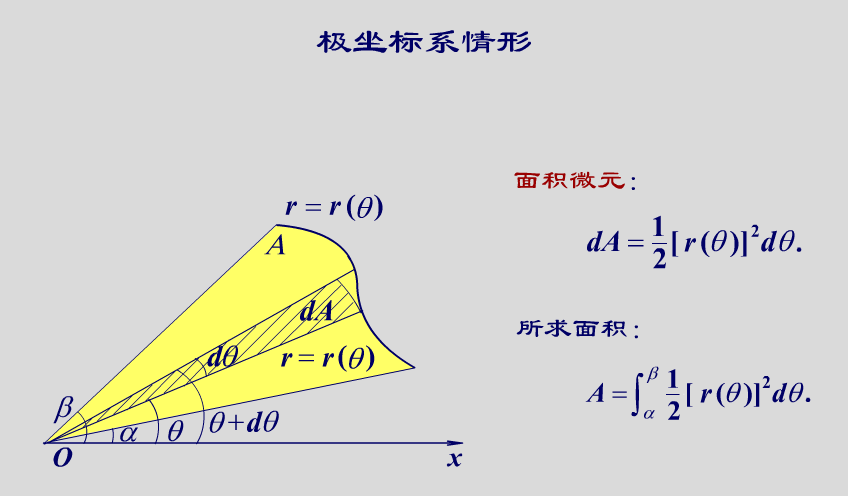 极坐标系情形
面积微元:
dA = 1/2 [ r (θ)]² dθ.
所求面积:
A = ∫_α^β 1/2 [ r (θ)]² dθ.
r = r (θ)
A
dA
dθ
r = r (θ)
β
α
θ
θ+dθ
O
x